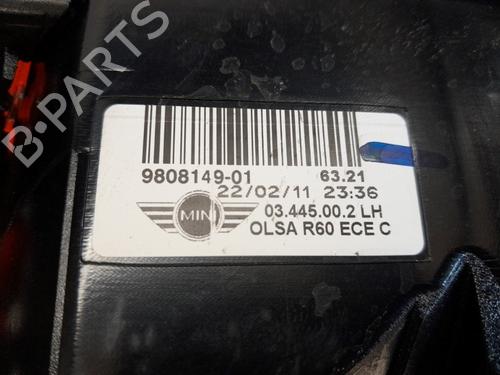 B-PARTS
9808149-01 63.21
22/02/11 23:36
MINI
03.445.00.2 LH
OLSA R60 ECE C